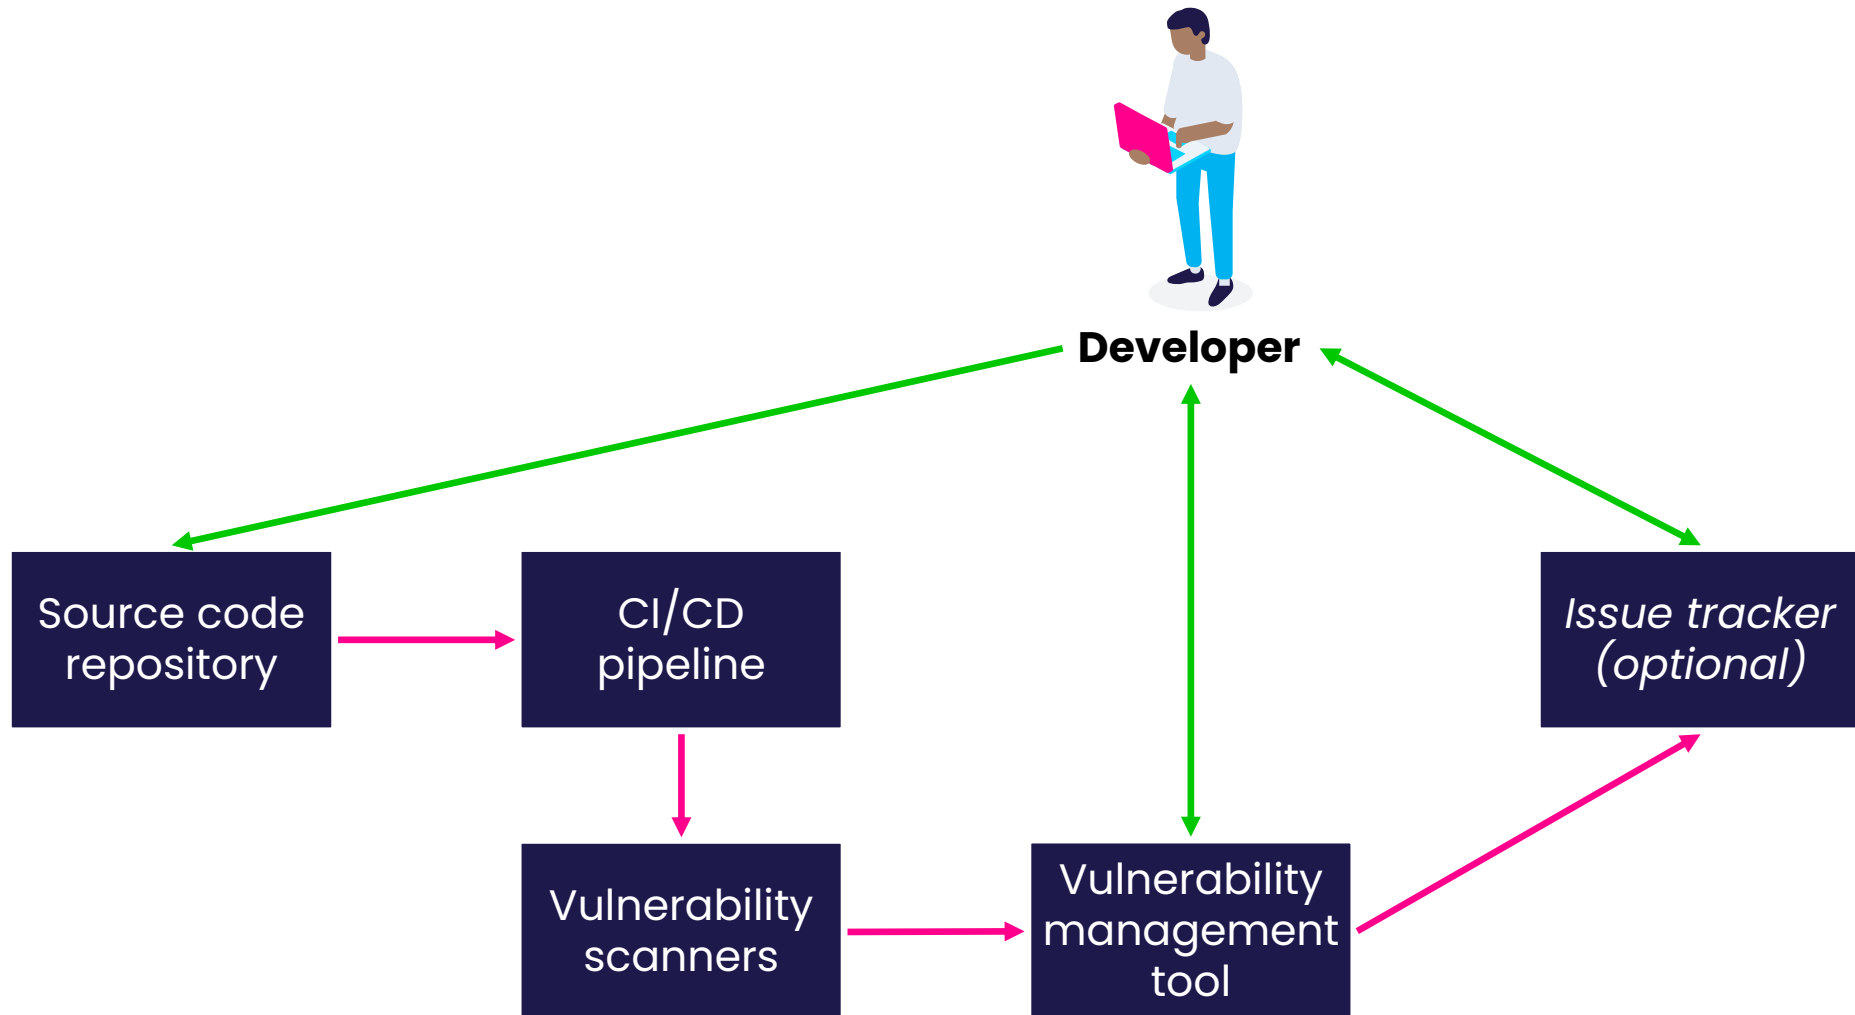 Developer
Source code
repository
CI/CD
pipeline
Issue tracker
(optional)
Vulnerability
scanners
Vulnerability
management
tool